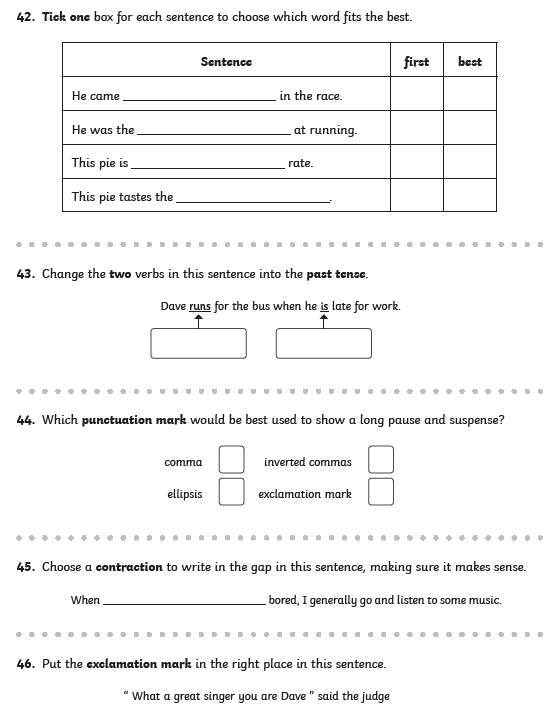 42. Tick one box for each sentence to choose which word fits the best.
Sentence first best
He came ______________________ in the race.
He was the ______________________ at running.
This pie is ______________________ rate.
This pie tastes the ______________________.
43. Change the two verbs in this sentence into the past tense.
Dave runs for the bus when he is late for work.
44. Which punctuation mark would be best used to show a long pause and suspense?
comma inverted commas
ellipsis exclamation mark
45. Choose a contraction to write in the gap in this sentence, making sure it makes sense.
When ______________________ bored, I generally go and listen to some music.
46. Put the exclamation mark in the right place in this sentence.
“ What a great singer you are Dave ” said the judge